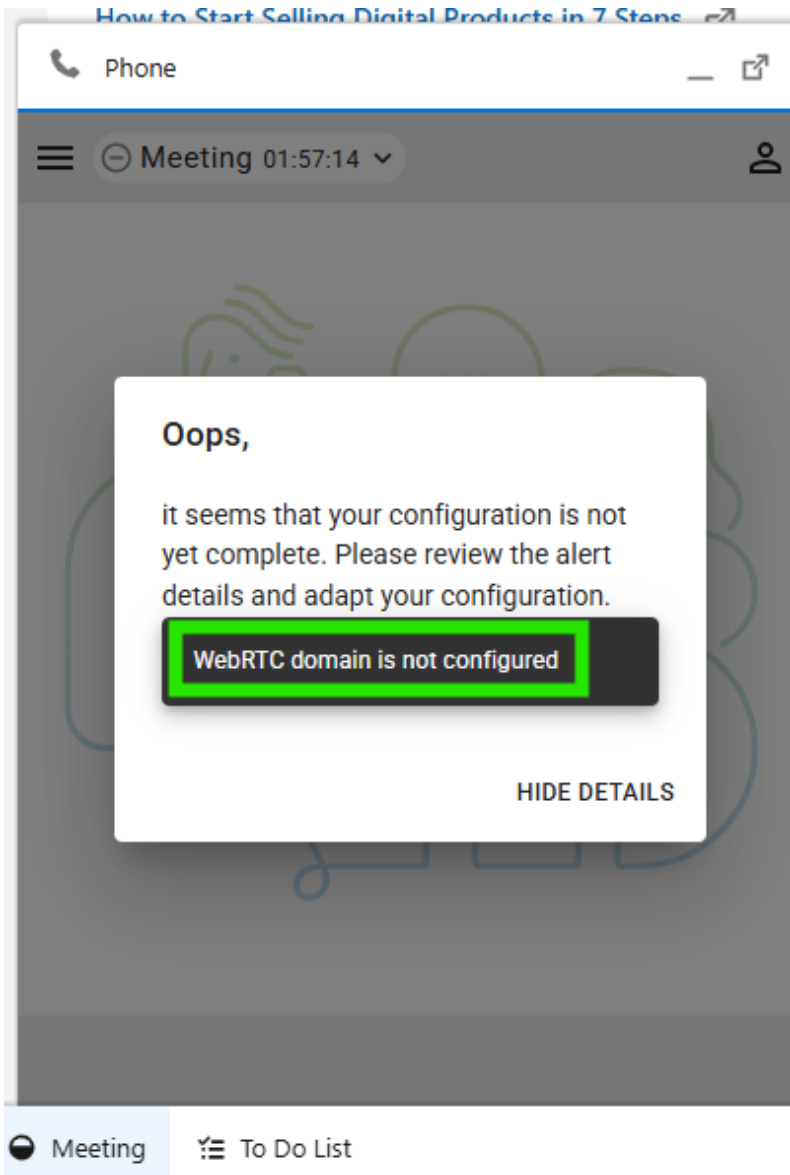 How to Start Selling Digital Products in 7 Steps
Phone
Meeting 01:57:14
Oops,
it seems that your configuration is not
yet complete. Please review the alert
details and adapt your configuration.
WebRTC domain is not configured
HIDE DETAILS
Meeting To Do List